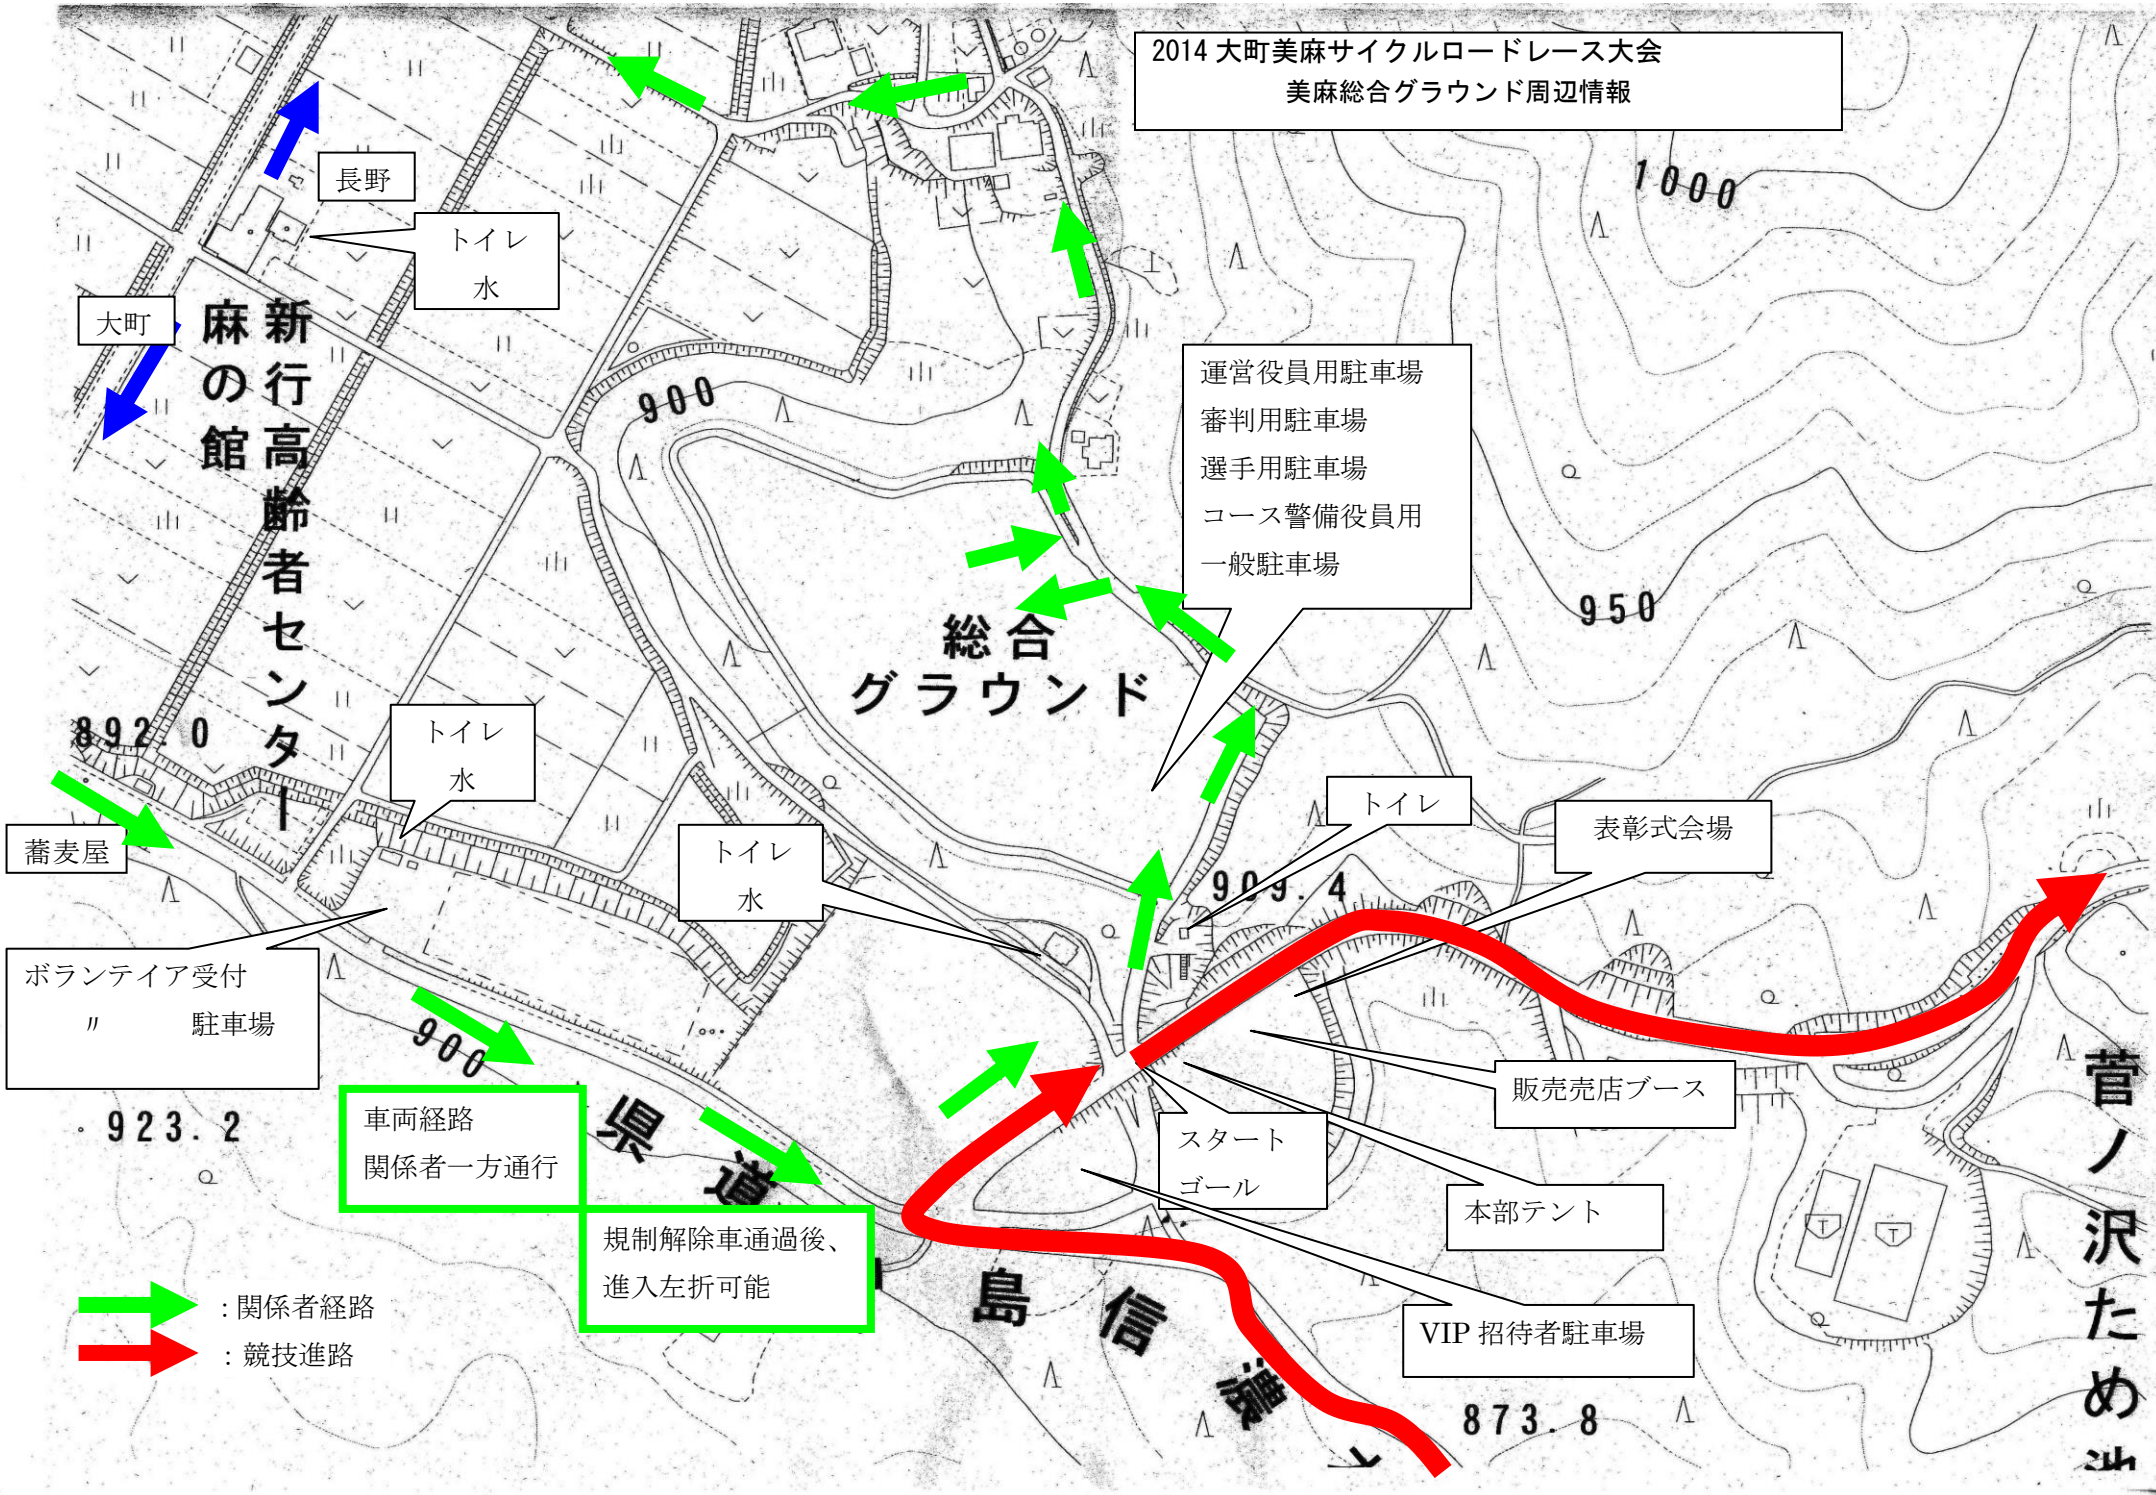 2014 大町美麻サイクルロードレース大会
美麻総合グラウンド周辺情報
1000
長野
トイレ
水
大町
新行高齢者センター
麻の館
900
運営役員用駐車場
審判用駐車場
選手用駐車場
コース警備役員用
一般駐車場
950
総合
グラウンド
892.0
トイレ
水
蕎麦屋
トイレ
水
トイレ
表彰式会場
909.4
ボランテイア受付
〃 駐車場
900
923.2
車両経路
関係者一方通行
規制解除車通過後、
進入左折可能
県道
島信濃
スタート
ゴール
販売売店ブース
本部テント
VIP 招待者駐車場
873.8
菅ノ沢ため池
：関係者経路
：競技進路